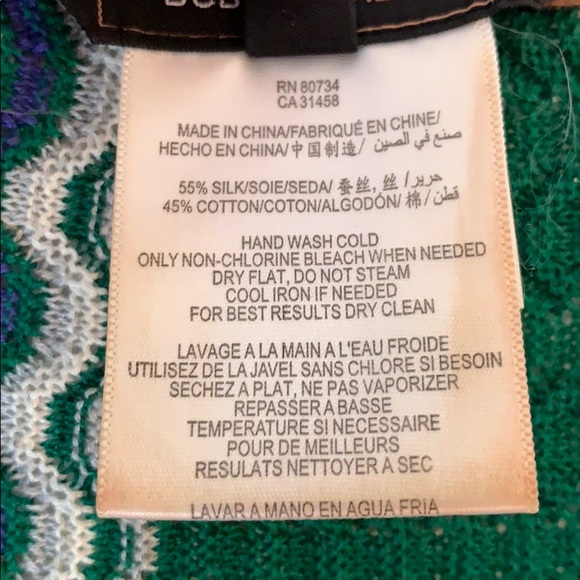 RN 80734
CA 31458
MADE IN CHINA/FABRIQUÉ EN CHINE/
HECHO EN CHINA/中国制造/ صنع في الصين
55% SILK/SOIE/SEDA/ 蚕丝, 丝 / حرير/
45% COTTON/COTON/ALGODÓN/ 棉/ قطن/
HAND WASH COLD
ONLY NON-CHLORINE BLEACH WHEN NEEDED
DRY FLAT, DO NOT STEAM
COOL IRON IF NEEDED
FOR BEST RESULTS DRY CLEAN
LAVAGE A LA MAIN A L'EAU FROIDE
UTILISEZ DE LA JAVEL SANS CHLORE SI BESOIN
SECHEZ A PLAT, NE PAS VAPORIZER
REPASSER A BASSE
TEMPERATURE SI NECESSAIRE
POUR DE MEILLEURS
RESULATS NETTOYER A SEC
LAVAR A MANO EN AGUA FRIA